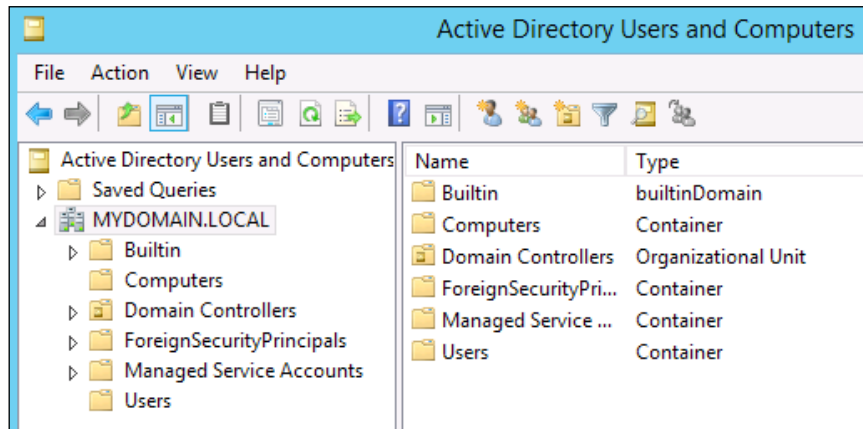 Active Directory Users and Computers
File Action View Help
Active Directory Users and Computers
Saved Queries
MYDOMAIN.LOCAL
Builtin
Computers
Domain Controllers
ForeignSecurityPrincipals
Managed Service Accounts
Users
Name Type
Builtin builtinDomain
Computers Container
Domain Controllers Organizational Unit
ForeignSecurityPri... Container
Managed Service ... Container
Users Container